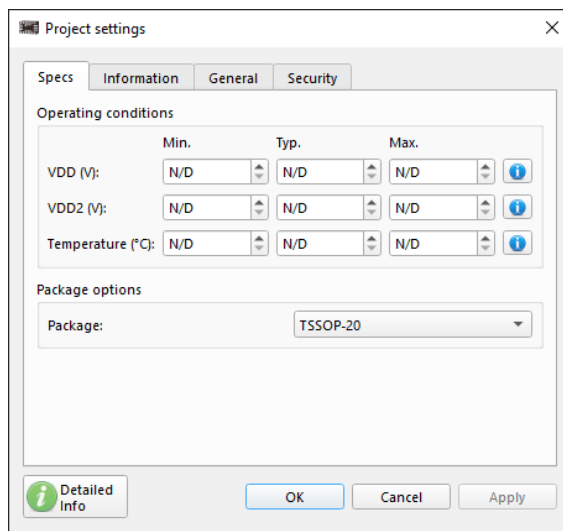 Project settings
Specs Information General Security
Operating conditions
Min. Typ. Max.
VDD (V): N/D N/D N/D
VDD2 (V): N/D N/D N/D
Temperature (°C): N/D N/D N/D
Package options
Package: TSSOP-20
Detailed
Info
OK Cancel Apply